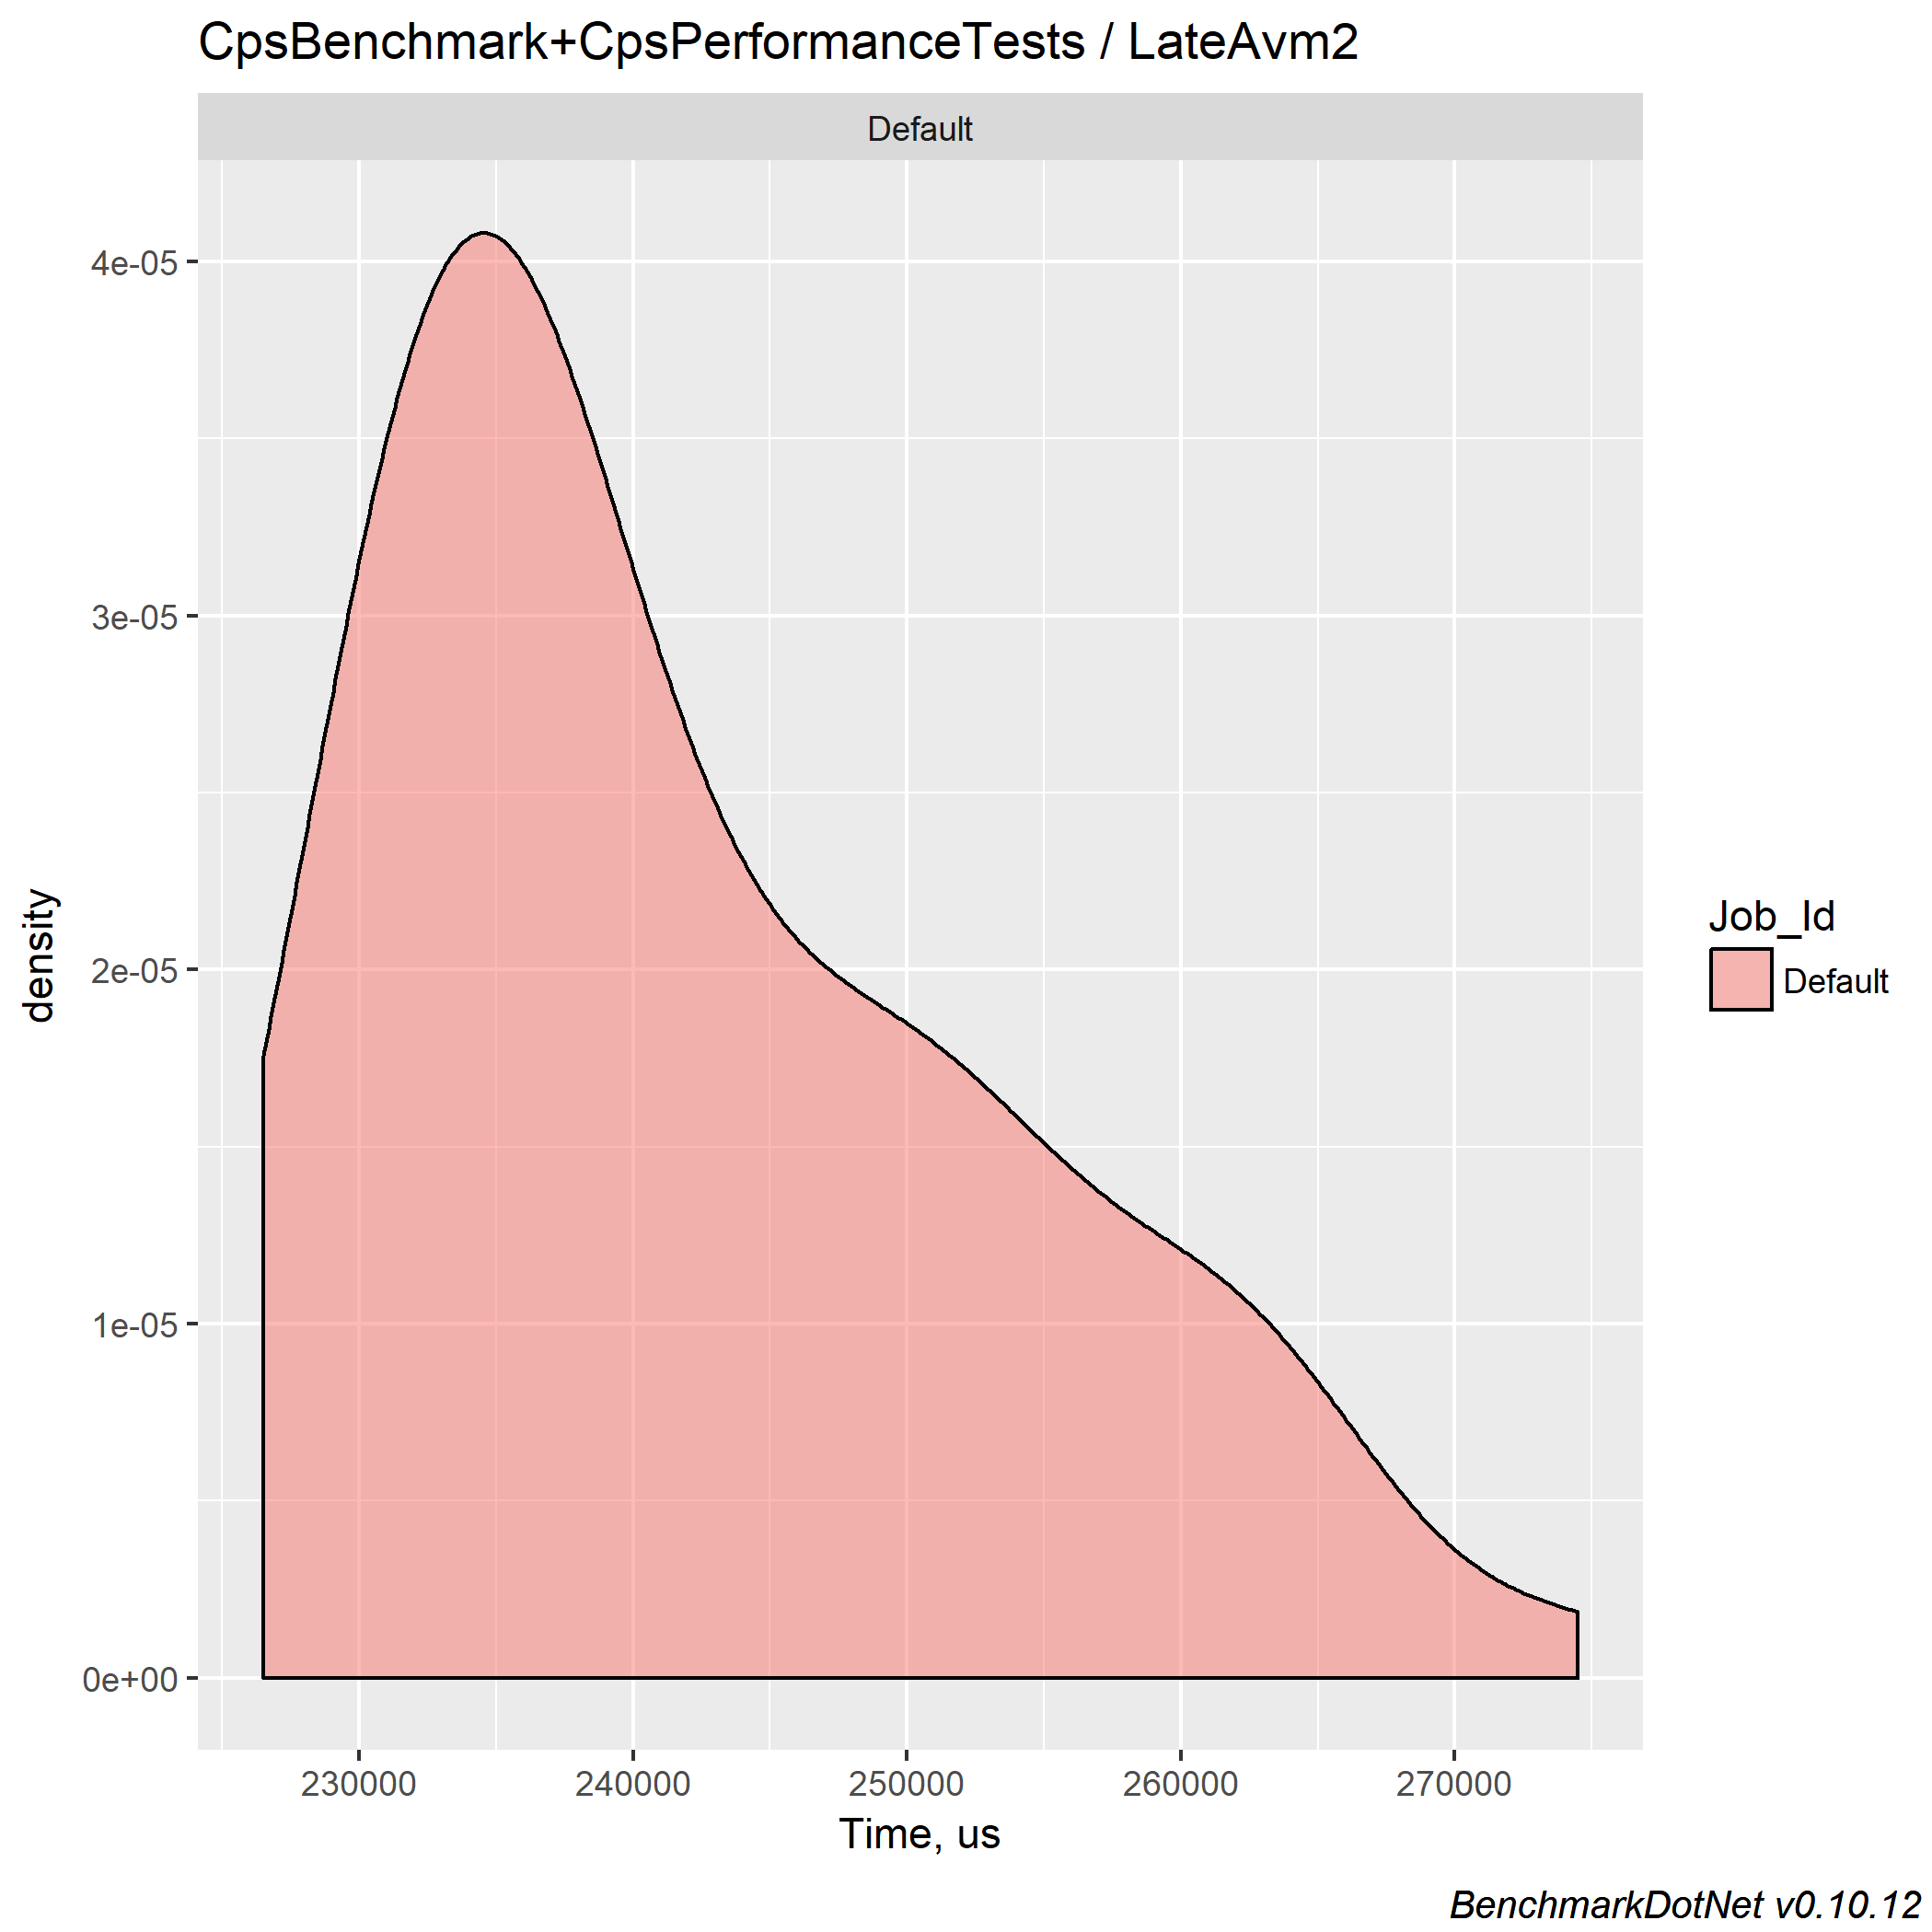 CpsBenchmark+CpsPerformanceTests / LateAvm2
Default
4e-05
3e-05
2e-05
1e-05
0e+00
density
230000
240000
250000
260000
270000
Time, us
Job_Id
Default
BenchmarkDotNet v0.10.12